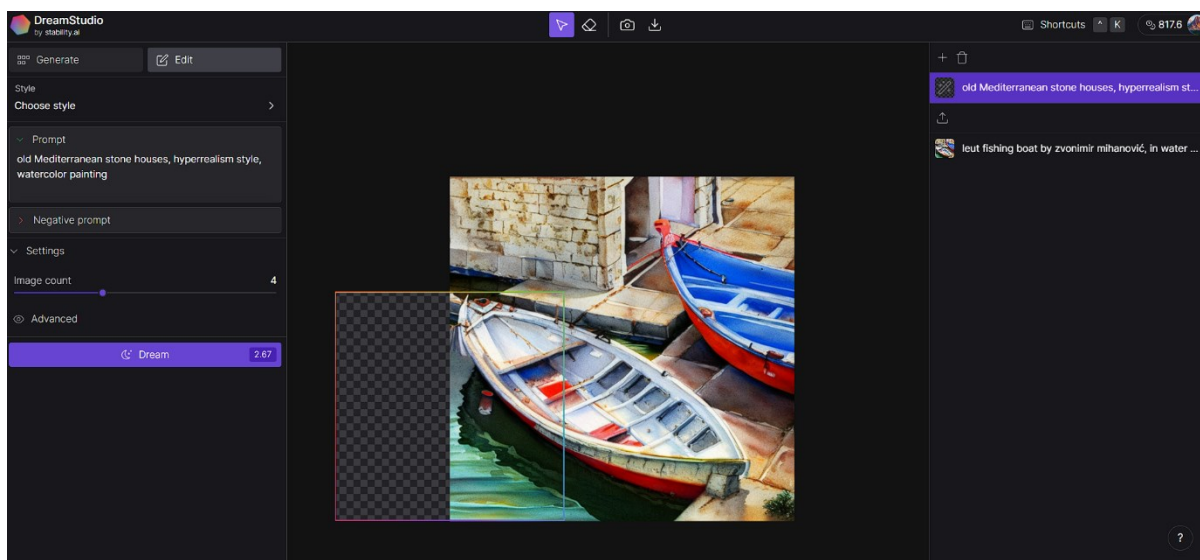 DreamStudio
by stability.ai
Shortcuts ^ K 817.6
Generate Edit
Style
Choose style
Prompt
old Mediterranean stone houses, hyperrealism style,
watercolor painting
Negative prompt
Settings
Image count 4
Advanced
Dream 2.67
old Mediterranean stone houses, hyperrealism st...
leut fishing boat by zvonimir mihanović, in water ...
?